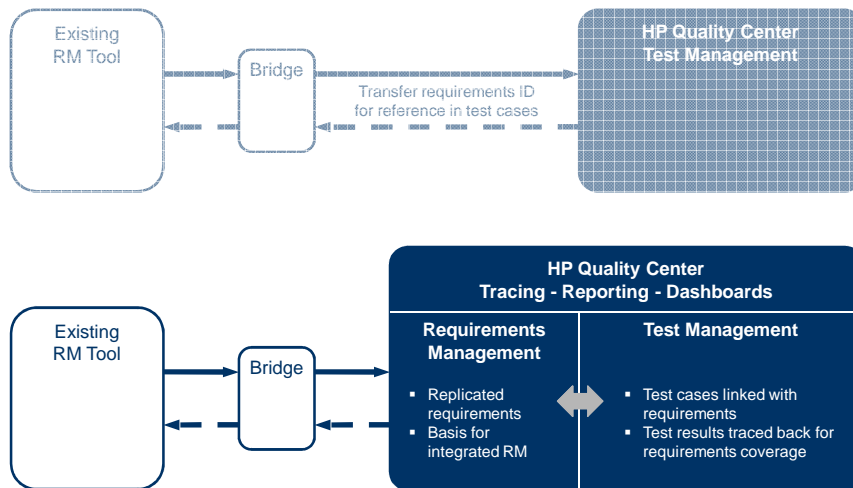 Existing
RM Tool
Bridge
Transfer requirements ID
for reference in test cases
HP Quality Center
Test Management
HP Quality Center
Tracing - Reporting - Dashboards
Existing
RM Tool
Bridge
Requirements
Management
▪ Replicated
requirements
▪ Basis for
integrated RM
Test Management
▪ Test cases linked with
requirements
▪ Test results traced back for
requirements coverage